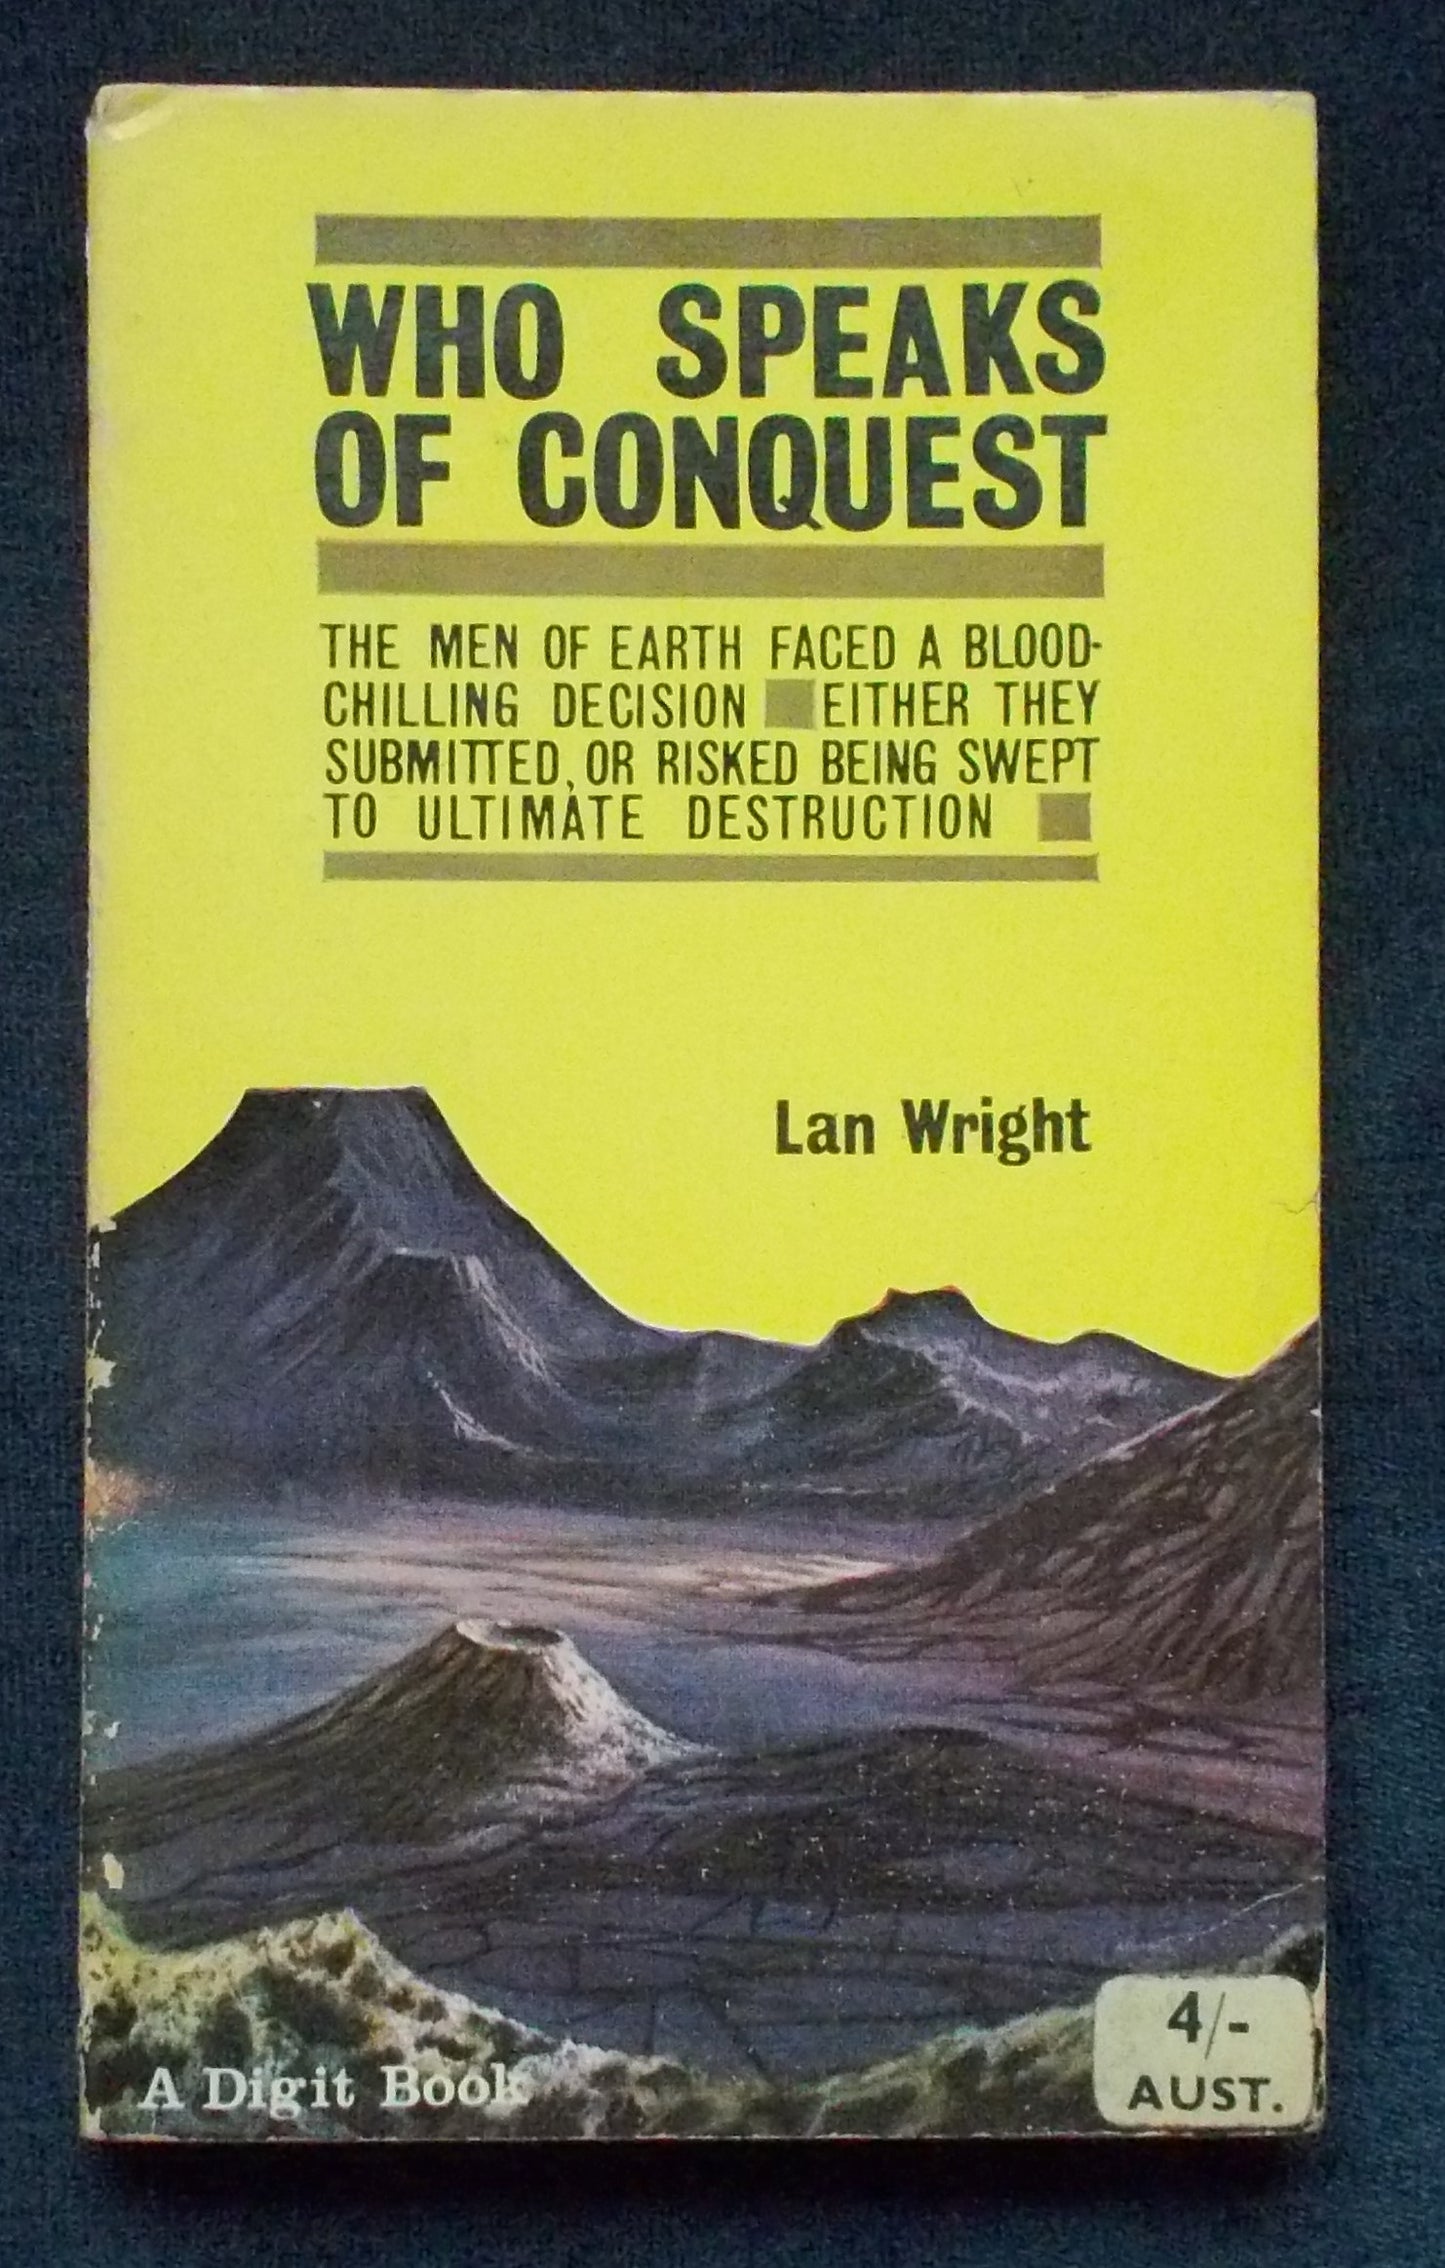 WHO SPEAKS
OF CONQUEST
THE MEN OF EARTH FACED A BLOOD-
CHILLING DECISION EITHER THEY
SUBMITTED, OR RISKED BEING SWEPT
TO ULTIMATE DESTRUCTION
Lan Wright
A Digit Book
4/-
AUST.